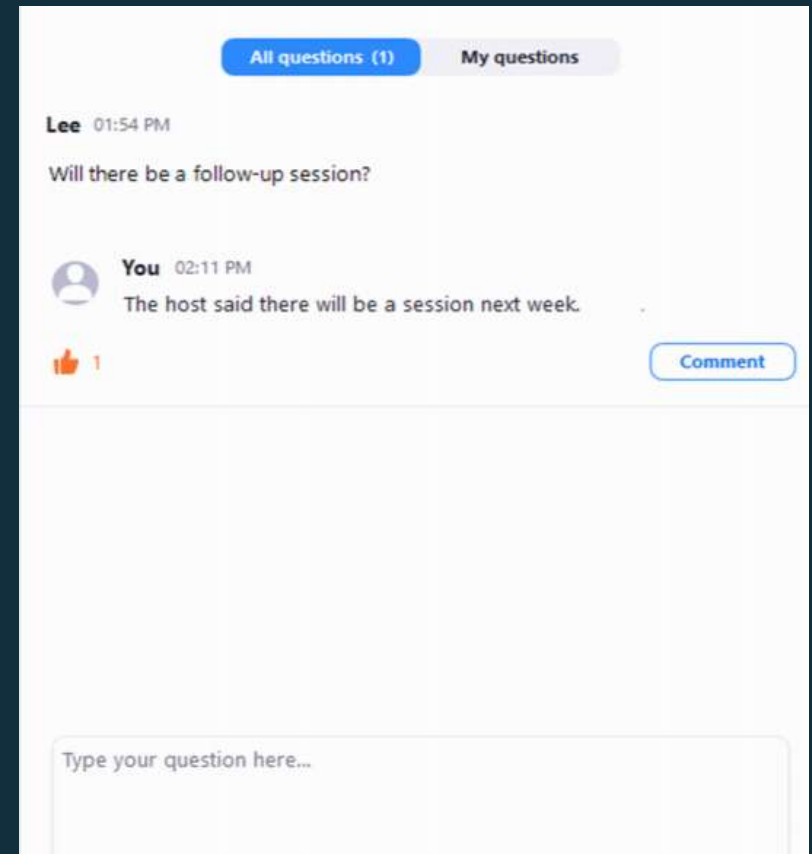 All questions (1) My questions
Lee 01:54 PM
Will there be a follow-up session?
You 02:11 PM
The host said there will be a session next week.
1
Comment
Type your question here...